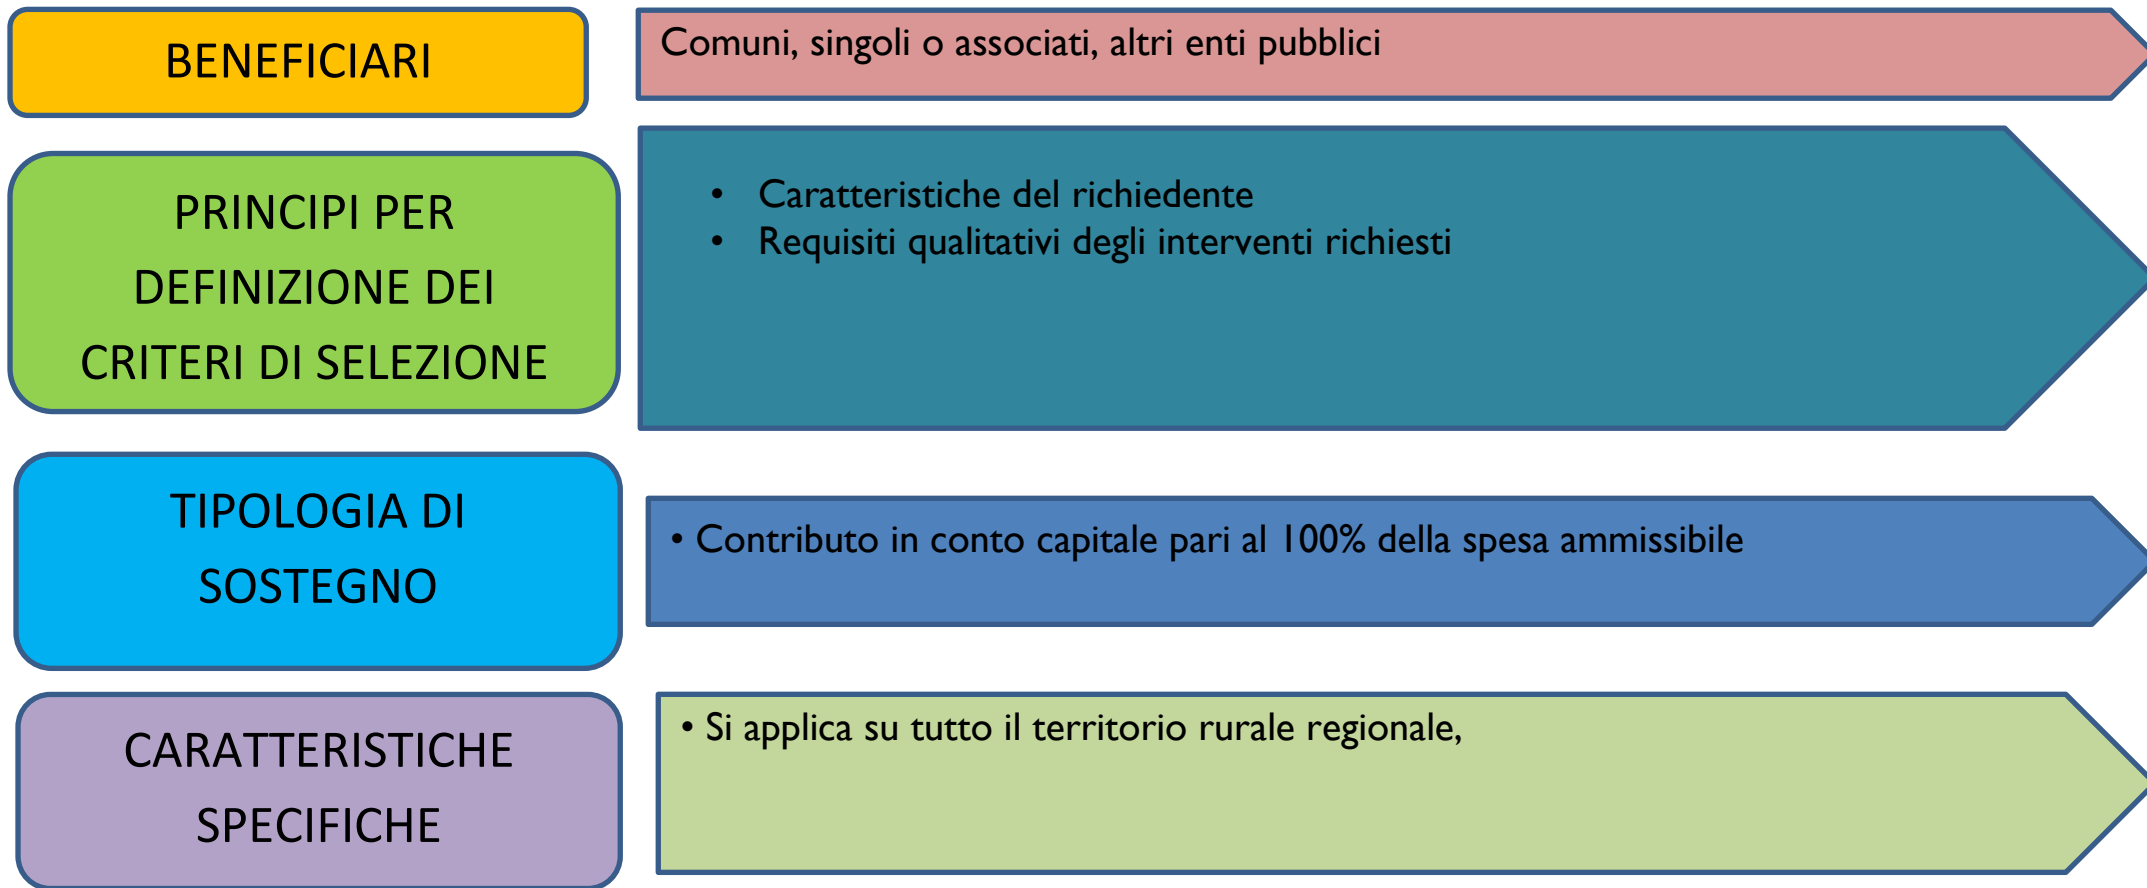 BENEFICIARI
Comuni, singoli o associati, altri enti pubblici
PRINCIPI PER
DEFINIZIONE DEI
CRITERI DI SELEZIONE
• Caratteristiche del richiedente
• Requisiti qualitativi degli interventi richiesti
TIPOLOGIA DI
SOSTEGNO
• Contributo in conto capitale pari al 100% della spesa ammissibile
CARATTERISTICHE
SPECIFICHE
• Si applica su tutto il territorio rurale regionale,